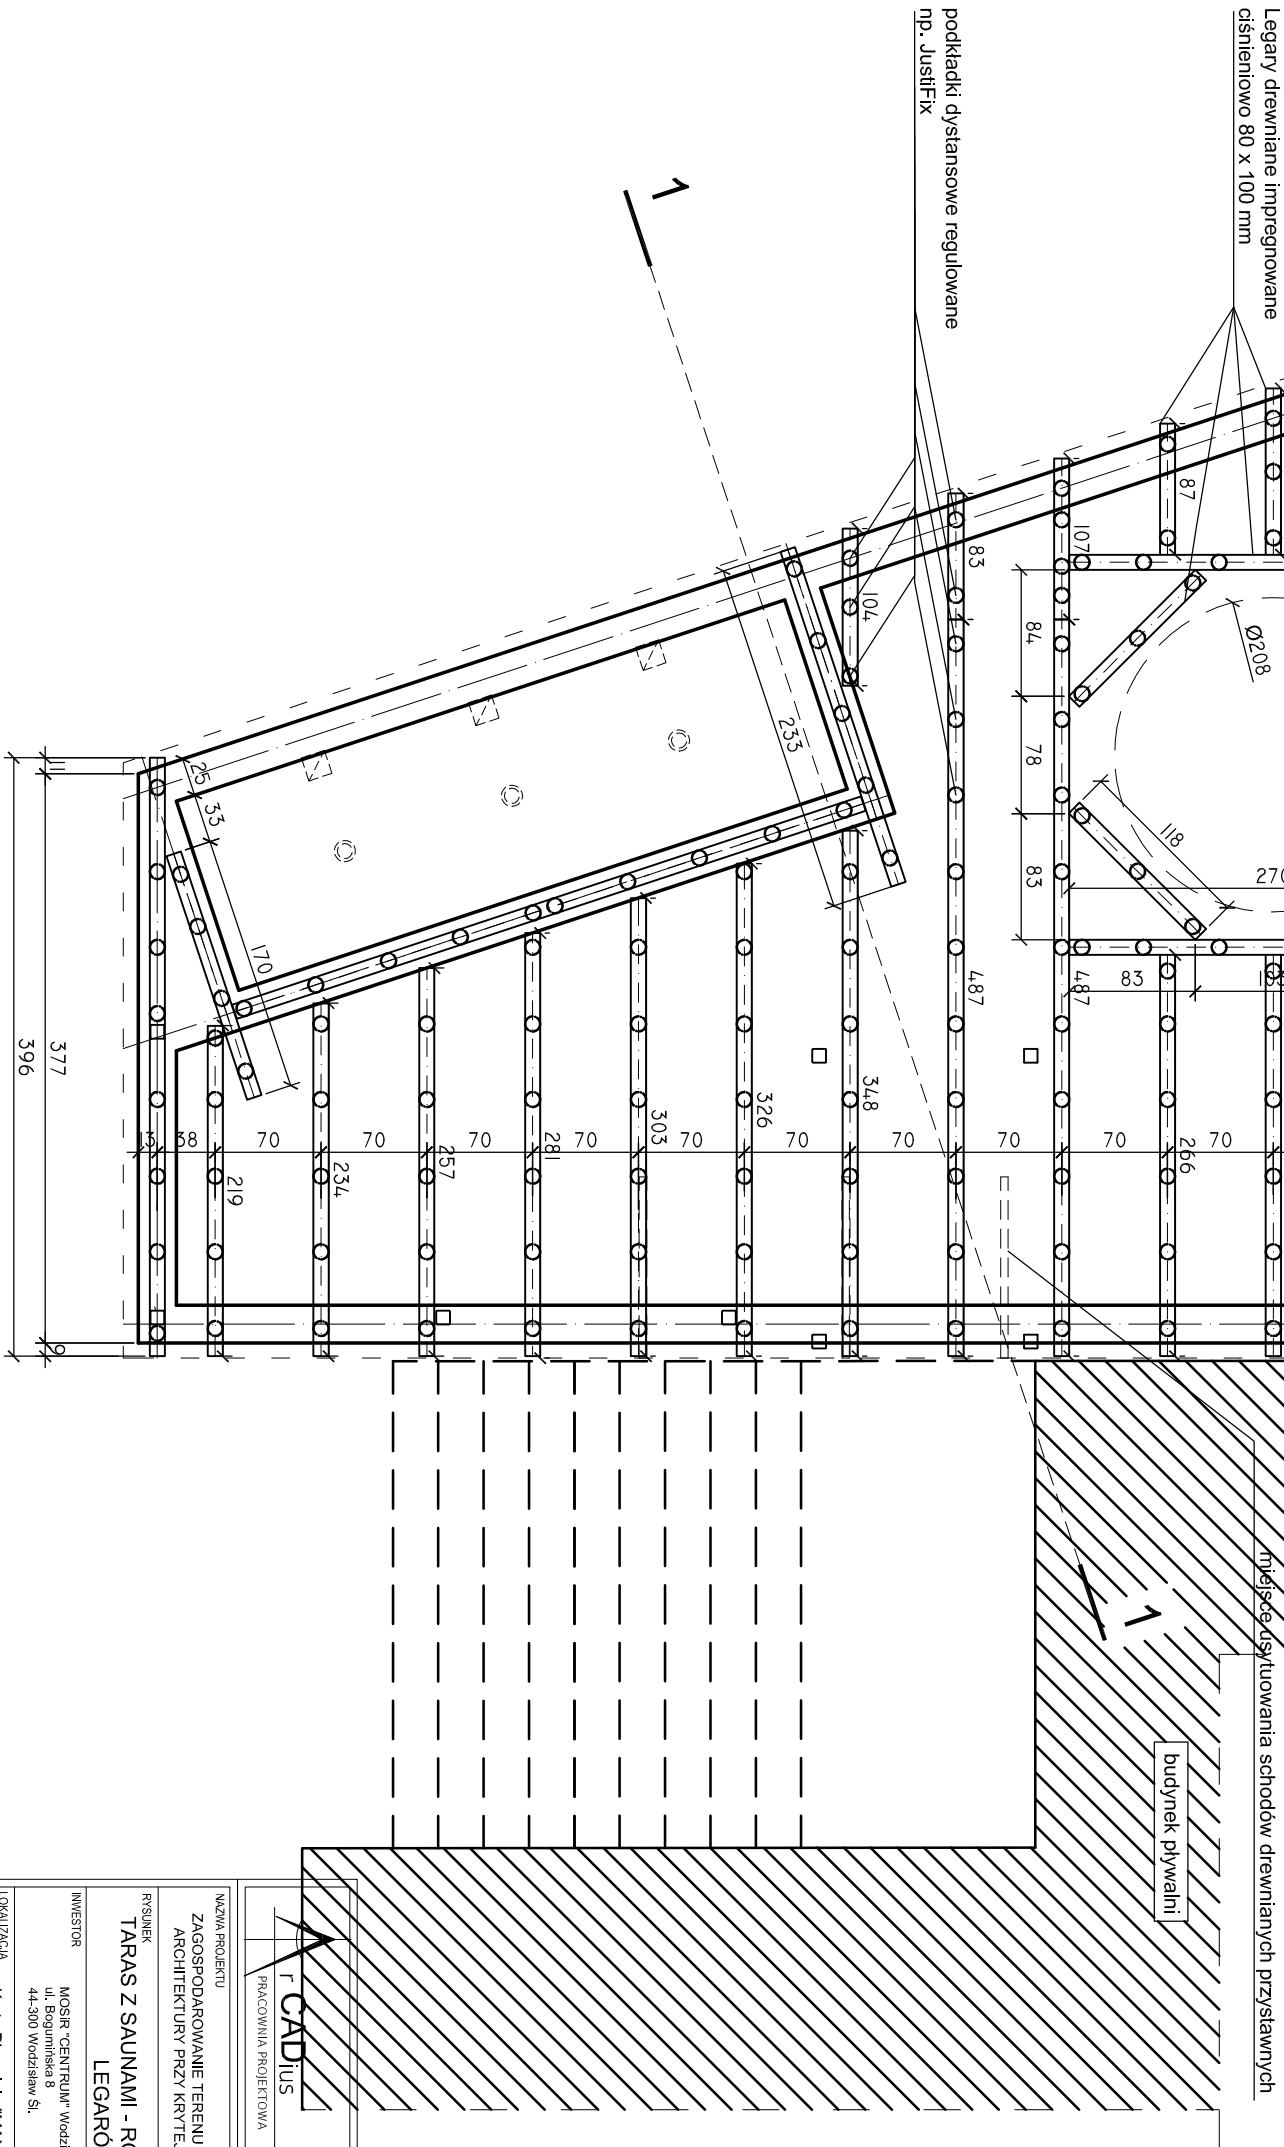 Legary drewniane impregnowane
ciśnieniowo 80 x 100 mm
podkładki dystansowe regulowane
np. JustiFix
1
87
107
83
104
84
78
83
Ø208
118
270
233
25
33
170
11
377
9
396
487
487
83
348
326
303
281
257
234
219
266
13
38
70
70
70
70
70
70
70
70
70
70
miejsce usytuowania schodów drewnianych przystawnych
1
budynek pływalni
r CADius
PRACOWNIA PROJEKTOWA
NAZWA PROJEKTU
ZAGOSPODAROWANIE TERENU
ARCHITEKTURY PRZY KRYTEJ
RYSUNEK
TARAS Z SAUNAMI -
LEGARÓ
INWESTOR
MOSIR "CENTRUM"
ul. Bogumińska 8
44-300 Wodzisław Śl.
LOKALIZACJA